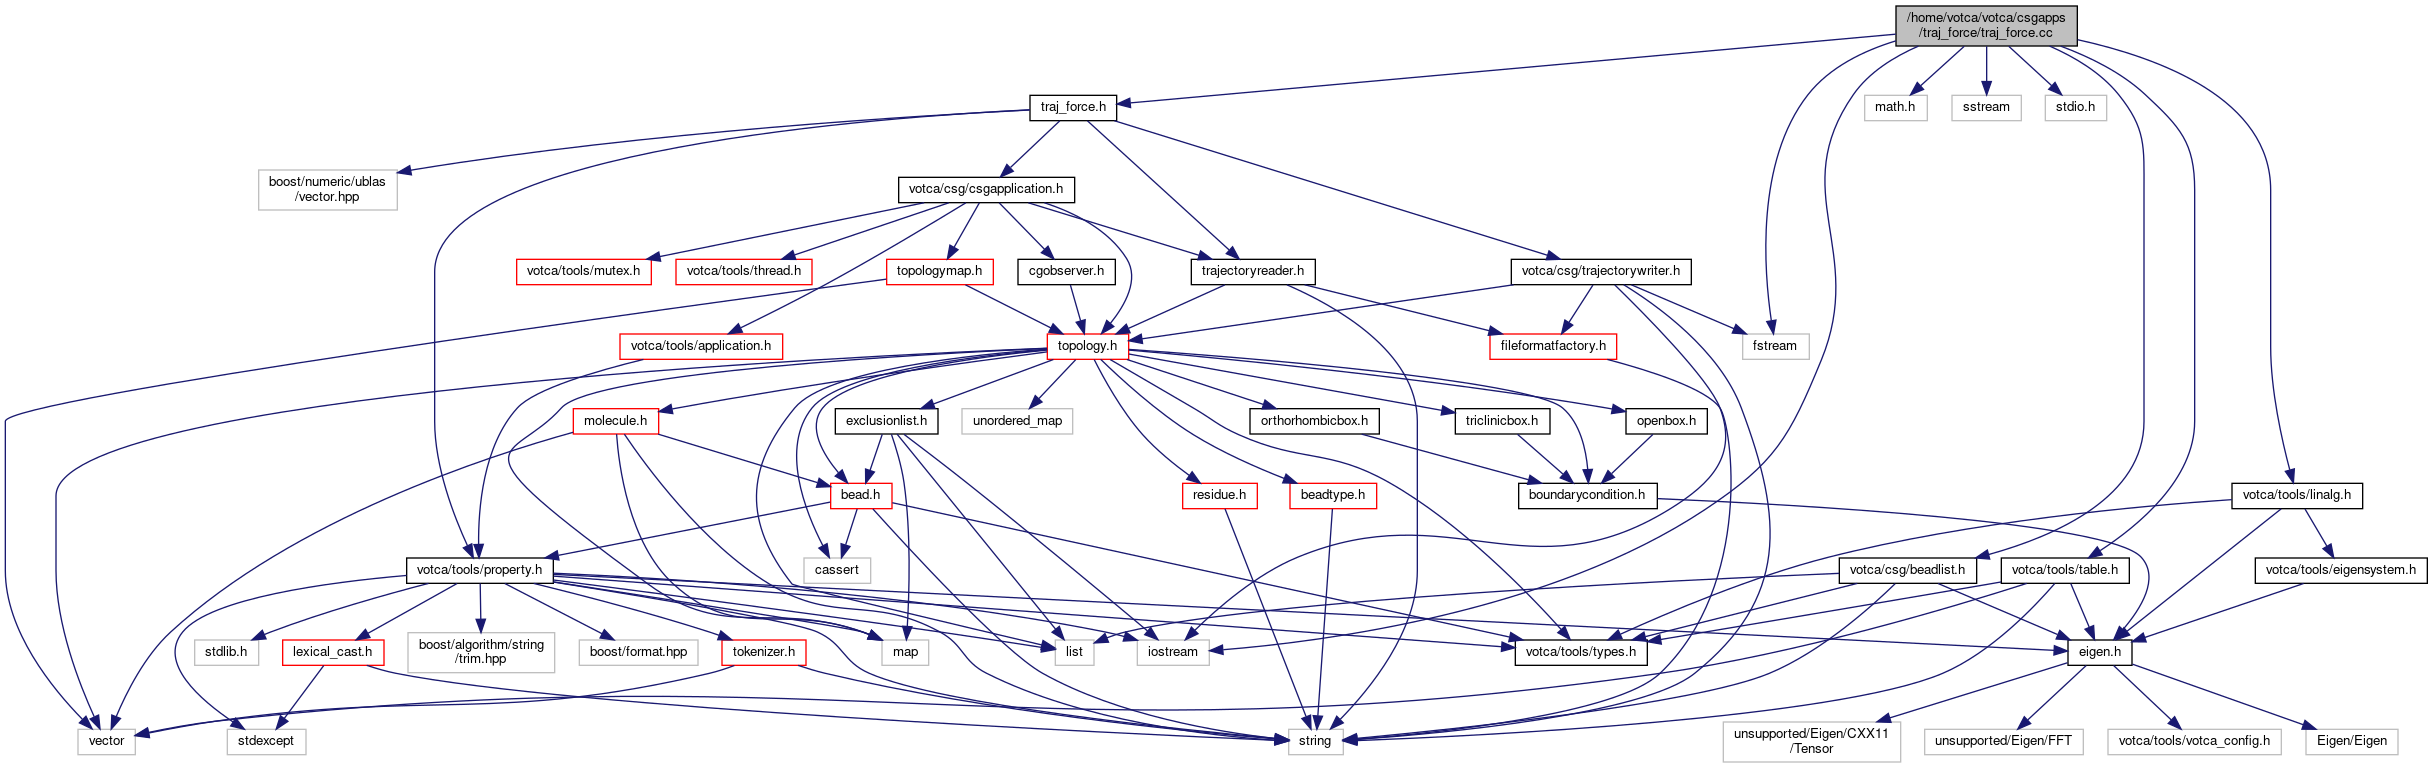 /home/votca/votca/csgapps
/traj_force/traj_force.cc
traj_force.h
math.h
sstream
stdio.h
boost/numeric/ublas
/vector.hpp
votca/csg/csgapplication.h
votca/tools/mutex.h
votca/tools/thread.h
topologymap.h
cgobserver.h
trajectoryreader.h
votca/csg/trajectorywriter.h
votca/tools/application.h
topology.h
fileformatfactory.h
fstream
molecule.h
exclusionlist.h
unordered_map
orthorhombicbox.h
triclinicbox.h
openbox.h
bead.h
residue.h
beadtype.h
boundarycondition.h
votca/tools/linalg.h
votca/tools/property.h
cassert
votca/csg/beadlist.h
votca/tools/table.h
votca/tools/eigensystem.h
stdlib.h
lexical_cast.h
boost/algorithm/string
/trim.hpp
boost/format.hpp
tokenizer.h
map
list
iostream
votca/tools/types.h
eigen.h
vector
stdexcept
string
unsupported/Eigen/CXX11
/Tensor
unsupported/Eigen/FFT
votca/tools/votca_config.h
Eigen/Eigen